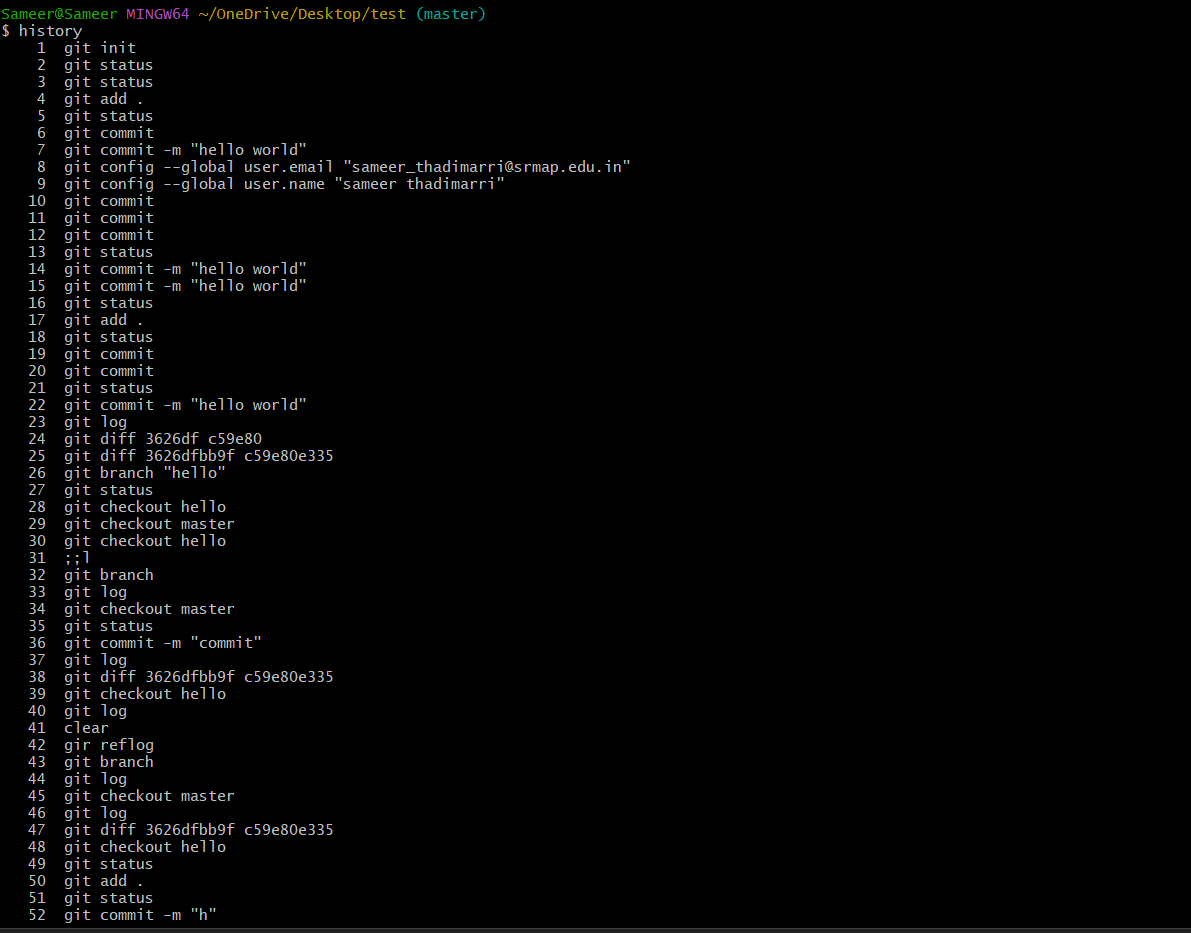 Sameer@Sameer MINGW64 ~/OneDrive/Desktop/test (master)
$ history
1 git init
2 git status
3 git status
4 git add .
5 git status
6 git commit
7 git commit -m "hello world"
8 git config --global user.email "sameer_thadimarri@srmap.edu.in"
9 git config --global user.name "sameer thadimarri"
10 git commit
11 git commit
12 git commit
13 git status
14 git commit -m "hello world"
15 git commit -m "hello world"
16 git status
17 git add .
18 git status
19 git commit
20 git commit
21 git status
22 git commit -m "hello world"
23 git log
24 git diff 3626df c59e80
25 git diff 3626dfbb9f c59e80e335
26 git branch "hello"
27 git status
28 git checkout hello
29 git checkout master
30 git checkout hello
31 ;;l
32 git branch
33 git log
34 git checkout master
35 git status
36 git commit -m "commit"
37 git log
38 git diff 3626dfbb9f c59e80e335
39 git checkout hello
40 git log
41 clear
42 gir reflog
43 git branch
44 git log
45 git checkout master
46 git log
47 git diff 3626dfbb9f c59e80e335
48 git checkout hello
49 git status
50 git add .
51 git status
52 git commit -m "h"